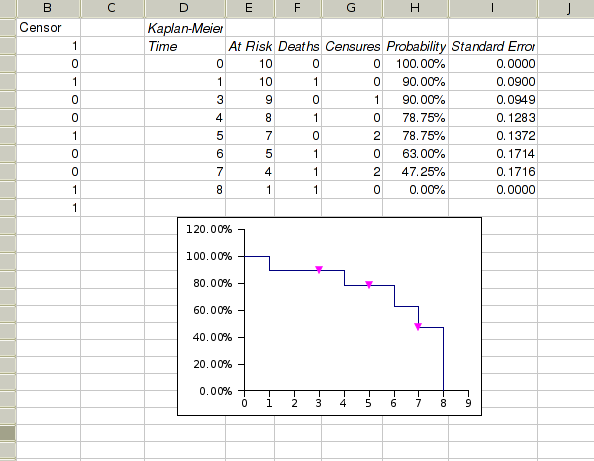 B C D E F G H I J
Censor Kaplan-Meier
1 Time At Risk Deaths Censures Probability Standard Error
0 0 10 0 0 100.00% 0.0000
1 1 10 1 0 90.00% 0.0900
0 3 9 0 1 90.00% 0.0949
0 4 8 1 0 78.75% 0.1283
1 5 7 0 2 78.75% 0.1372
0 6 5 1 0 63.00% 0.1714
0 7 4 1 2 47.25% 0.1716
1 8 1 1 0 0.00% 0.0000
1
120.00%
100.00%
80.00%
60.00%
40.00%
20.00%
0.00%
0 1 2 3 4 5 6 7 8 9